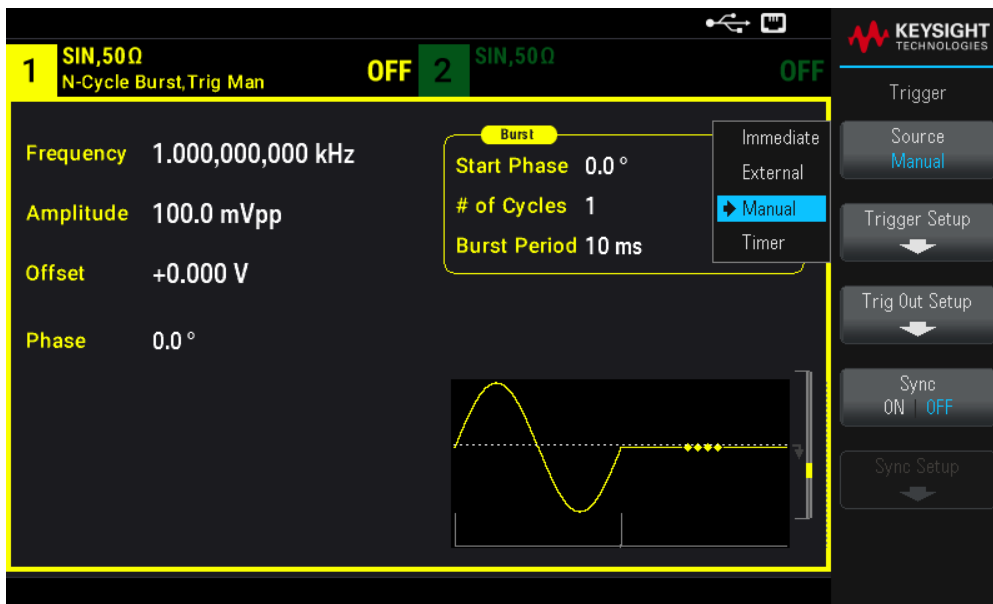 1
SIN,50Ω
N-Cycle Burst,Trig Man
OFF
2
SIN,50Ω
OFF
Frequency 1.000,000,000 kHz
Amplitude 100.0 mVpp
Offset +0.000 V
Phase 0.0 °
Burst
Start Phase 0.0 °
# of Cycles 1
Burst Period 10 ms
Immediate
External
Manual
Timer
KEYSIGHT
TECHNOLOGIES
Trigger
Source
Manual
Trigger Setup
Trig Out Setup
Sync
ON | OFF
Sync Setup